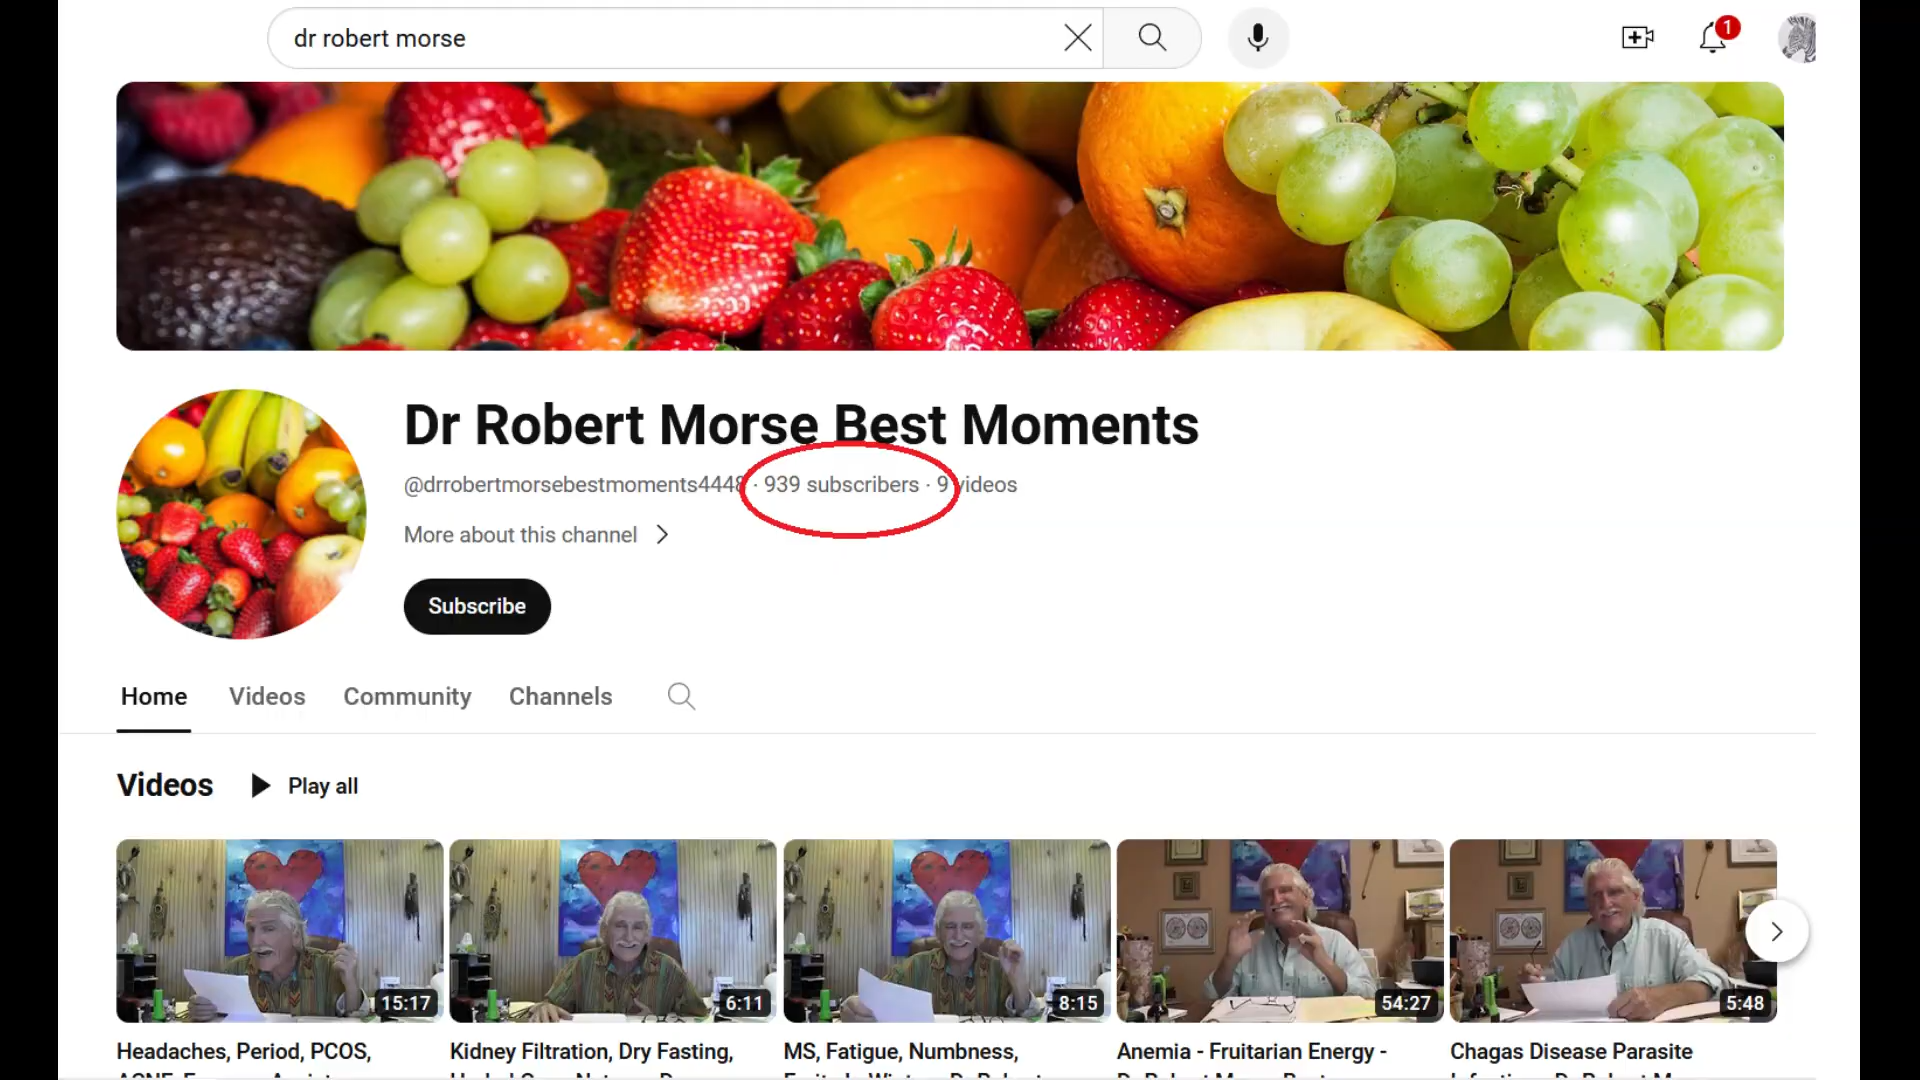 dr robert morse
1
Dr Robert Morse Best Moments
@drrobertmorsebestmoments4448 · 939 subscribers · 9 videos
More about this channel
Subscribe
Home Videos Community Channels
Videos Play all
15:17 6:11 8:15 54:27 5:48
Headaches, Period, PCOS, Kidney Filtration, Dry Fasting, MS, Fatigue, Numbness, Anemia - Fruitarian Energy - Chagas Disease Parasite